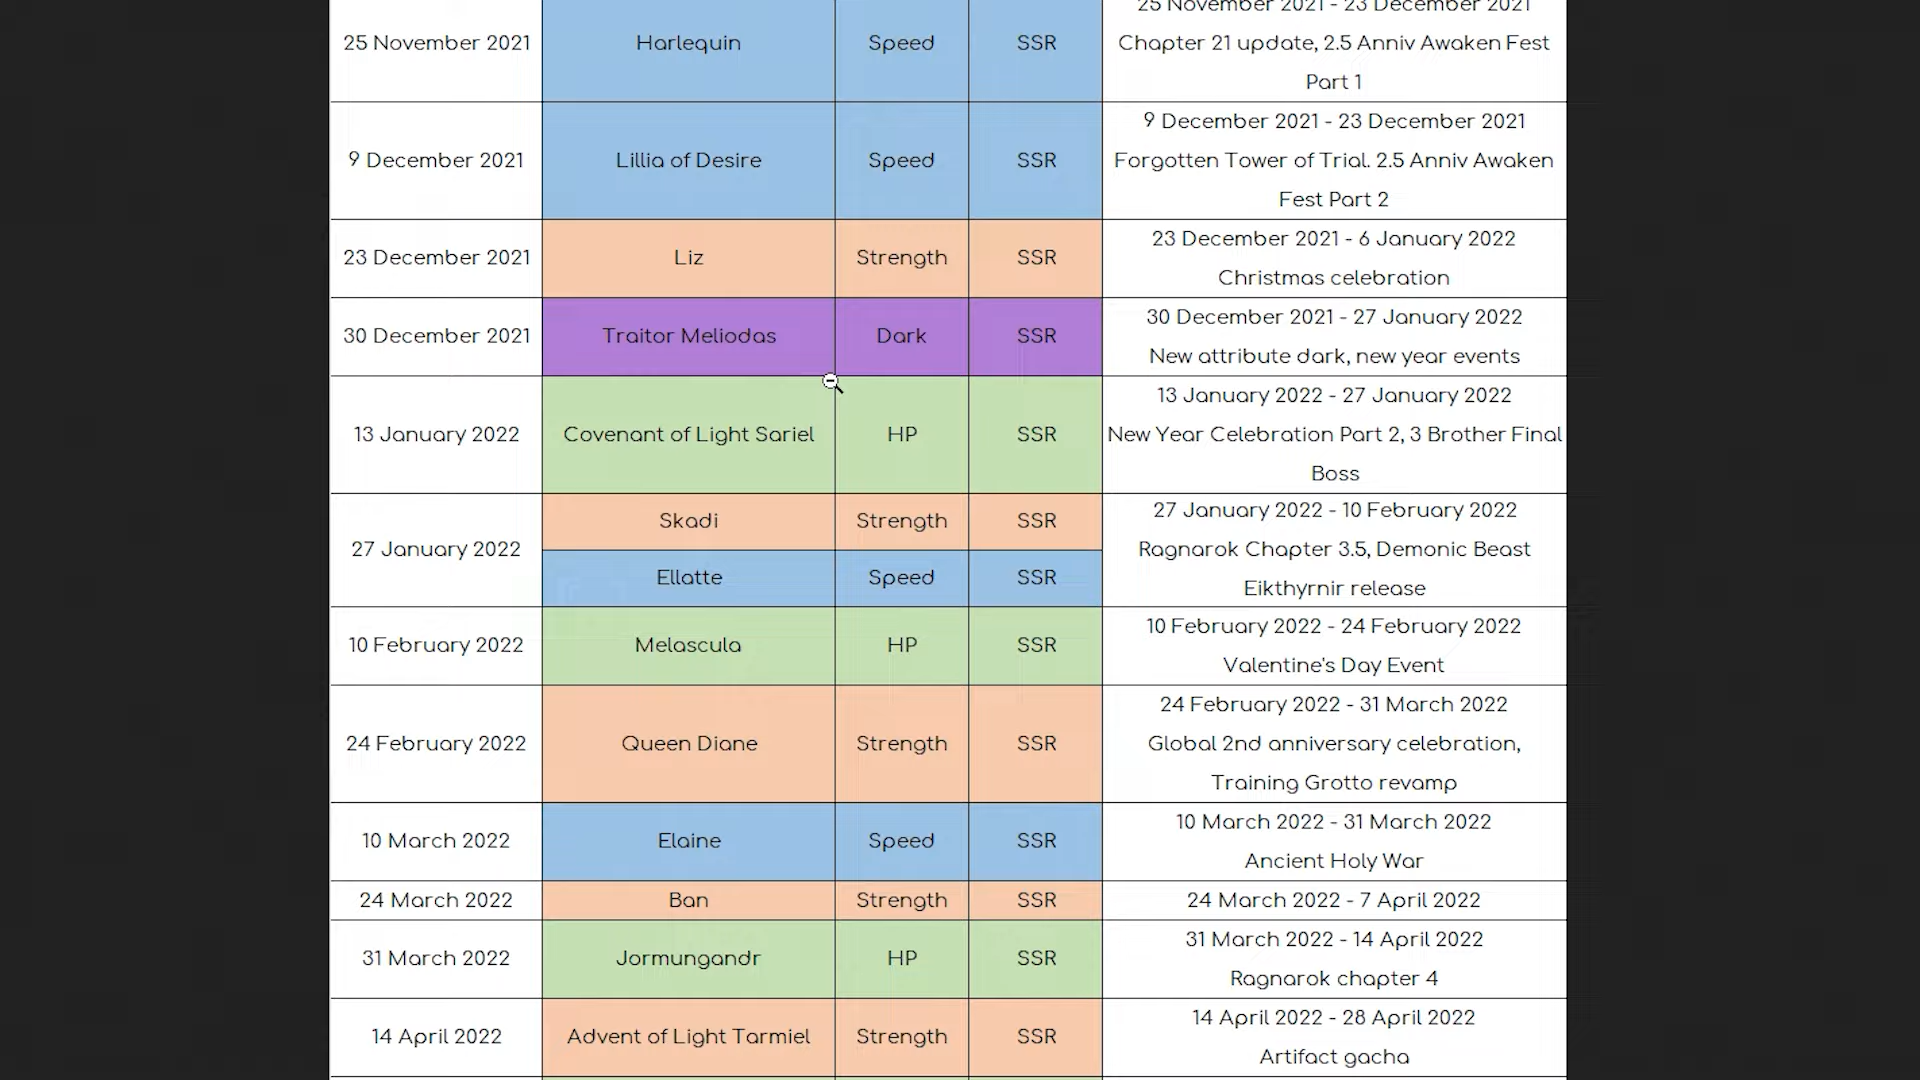 25 November 2021 - 23 December 2021
25 November 2021 Harlequin Speed SSR Chapter 21 update, 2.5 Anniv Awaken Fest
Part 1
9 December 2021 - 23 December 2021
9 December 2021 Lillia of Desire Speed SSR Forgotten Tower of Trial. 2.5 Anniv Awaken
Fest Part 2
23 December 2021 - 6 January 2022
23 December 2021 Liz Strength SSR
Christmas celebration
30 December 2021 - 27 January 2022
30 December 2021 Traitor Meliodas Dark SSR
New attribute dark, new year events
13 January 2022 - 27 January 2022
13 January 2022 Covenant of Light Sariel HP SSR New Year Celebration Part 2, 3 Brother Final
Boss
27 January 2022 - 10 February 2022
Skadi Strength SSR
27 January 2022 Ragnarok Chapter 3.5, Demonic Beast
Ellatte Speed SSR
Eikthyrnir release
10 February 2022 - 24 February 2022
10 February 2022 Melascula HP SSR
Valentine's Day Event
24 February 2022 - 31 March 2022
24 February 2022 Queen Diane Strength SSR Global 2nd anniversary celebration,
Training Grotto revamp
10 March 2022 - 31 March 2022
10 March 2022 Elaine Speed SSR
Ancient Holy War
24 March 2022 Ban Strength SSR 24 March 2022 - 7 April 2022
31 March 2022 - 14 April 2022
31 March 2022 Jormungandr HP SSR
Ragnarok chapter 4
14 April 2022 - 28 April 2022
14 April 2022 Advent of Light Tarmiel Strength SSR
Artifact gacha